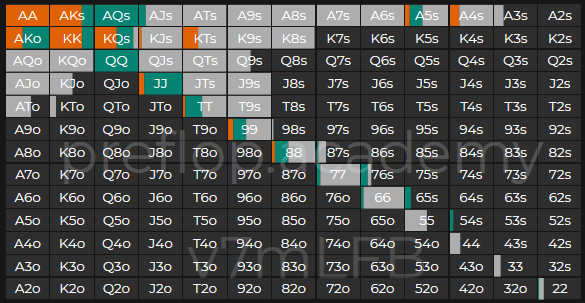 AA AKs AQs AJs ATs A9s A8s A7s A6s A5s A4s A3s A2s
AKo KK KQs KJs KTs K9s K8s K7s K6s K5s K4s K3s K2s
AQo KQo QQ QJs QTs Q9s Q8s Q7s Q6s Q5s Q4s Q3s Q2s
AJo KJo QJo JJ JTs J9s J8s J7s J6s J5s J4s J3s J2s
ATo KTo QTo JTo TT T9s T8s T7s T6s T5s T4s T3s T2s
A9o K9o Q9o J9o T9o 99 98s 97s 96s 95s 94s 93s 92s
A8o K8o Q8o J8o T8o 98o 88 87s 86s 85s 84s 83s 82s
preflop.academy
A7o K7o Q7o J7o T7o 97o 87o 77 76s 75s 74s 73s 72s
A6o K6o Q6o J6o T6o 96o 86o 76o 66 65s 64s 63s 62s
A5o K5o Q5o J5o T5o 95o 85o 75o 65o 55 54s 53s 52s
A4o K4o Q4o J4o T4o 94o 84o 74o 64o 54o 44 43s 42s
v7mLFB
A3o K3o Q3o J3o T3o 93o 83o 73o 63o 53o 43o 33 32s
A2o K2o Q2o J2o T2o 92o 82o 72o 62o 52o 42o 32o 22